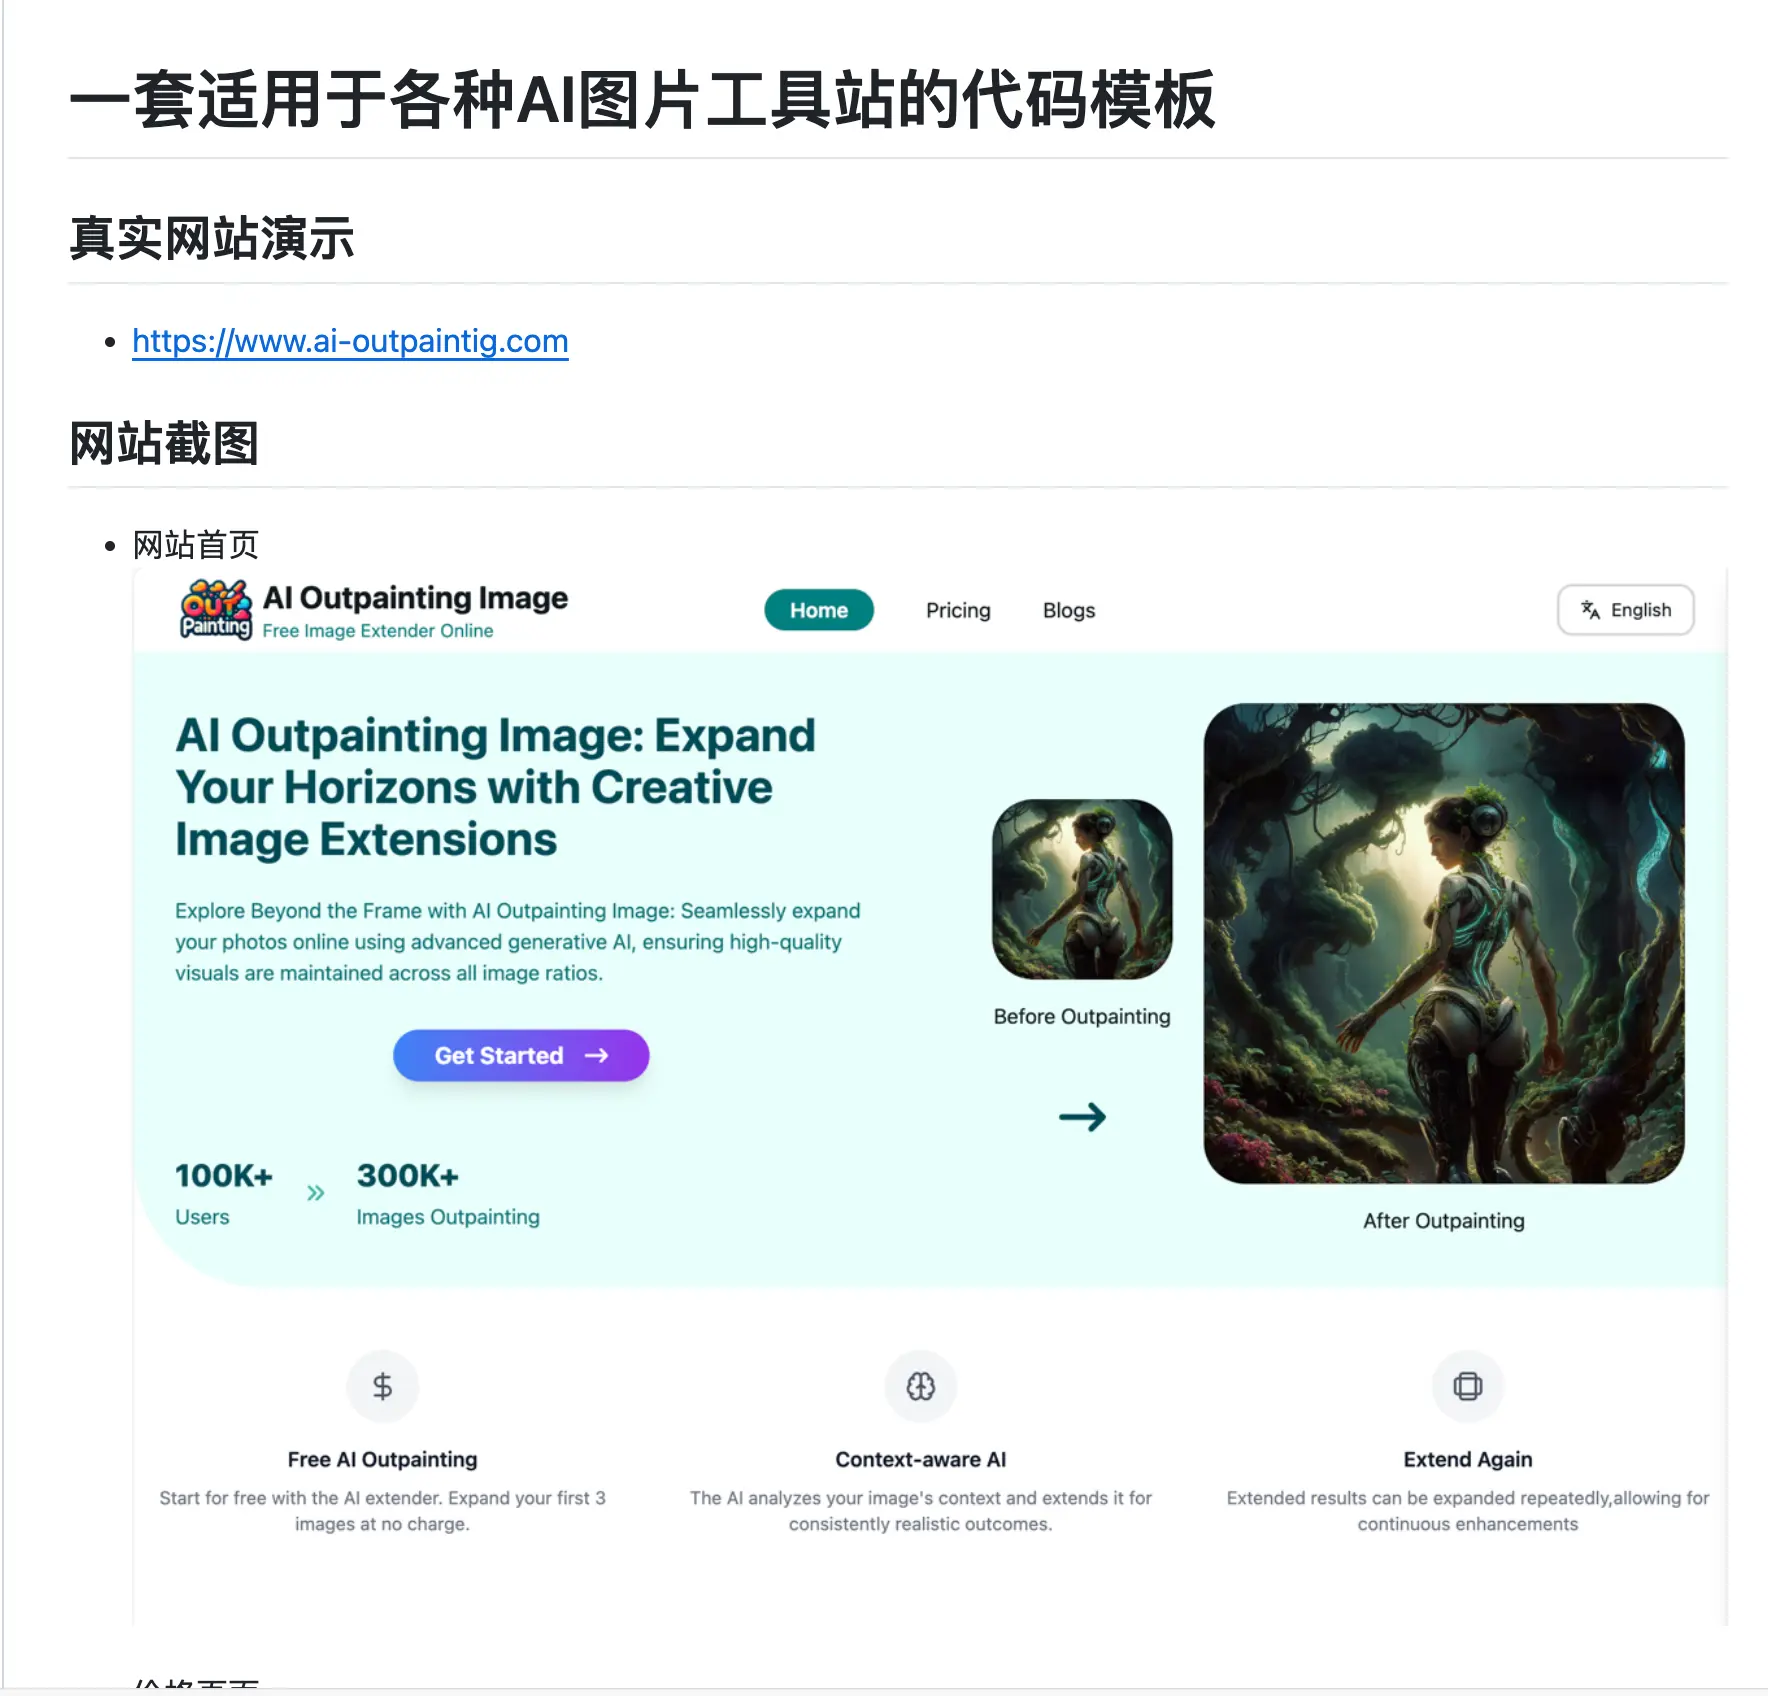 一套适用于各种AI图片工具站的代码模板
真实网站演示
https://www.ai-outpaintig.com
网站截图
网站首页
OUT
Painting
AI Outpainting Image
Free Image Extender Online
Home
Pricing
Blogs
English
AI Outpainting Image: Expand
Your Horizons with Creative
Image Extensions
Explore Beyond the Frame with AI Outpainting Image: Seamlessly expand
your photos online using advanced generative AI, ensuring high-quality
visuals are maintained across all image ratios.
Get Started
100K+
Users
300K+
Images Outpainting
Before Outpainting
After Outpainting
Free AI Outpainting
Start for free with the AI extender. Expand your first 3
images at no charge.
Context-aware AI
The AI analyzes your image's context and extends it for
consistently realistic outcomes.
Extend Again
Extended results can be expanded repeatedly,allowing for
continuous enhancements